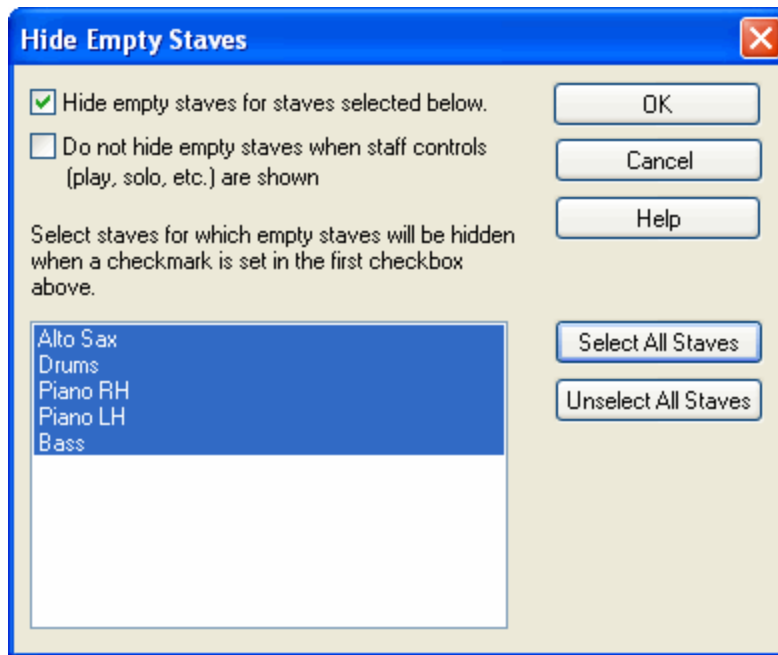 Hide Empty Staves
Hide empty staves for staves selected below.
Do not hide empty staves when staff controls
(play, solo, etc.) are shown
Select staves for which empty staves will be hidden
when a checkmark is set in the first checkbox
above.
Alto Sax
Drums
Piano RH
Piano LH
Bass
OK
Cancel
Help
Select All Staves
Unselect All Staves